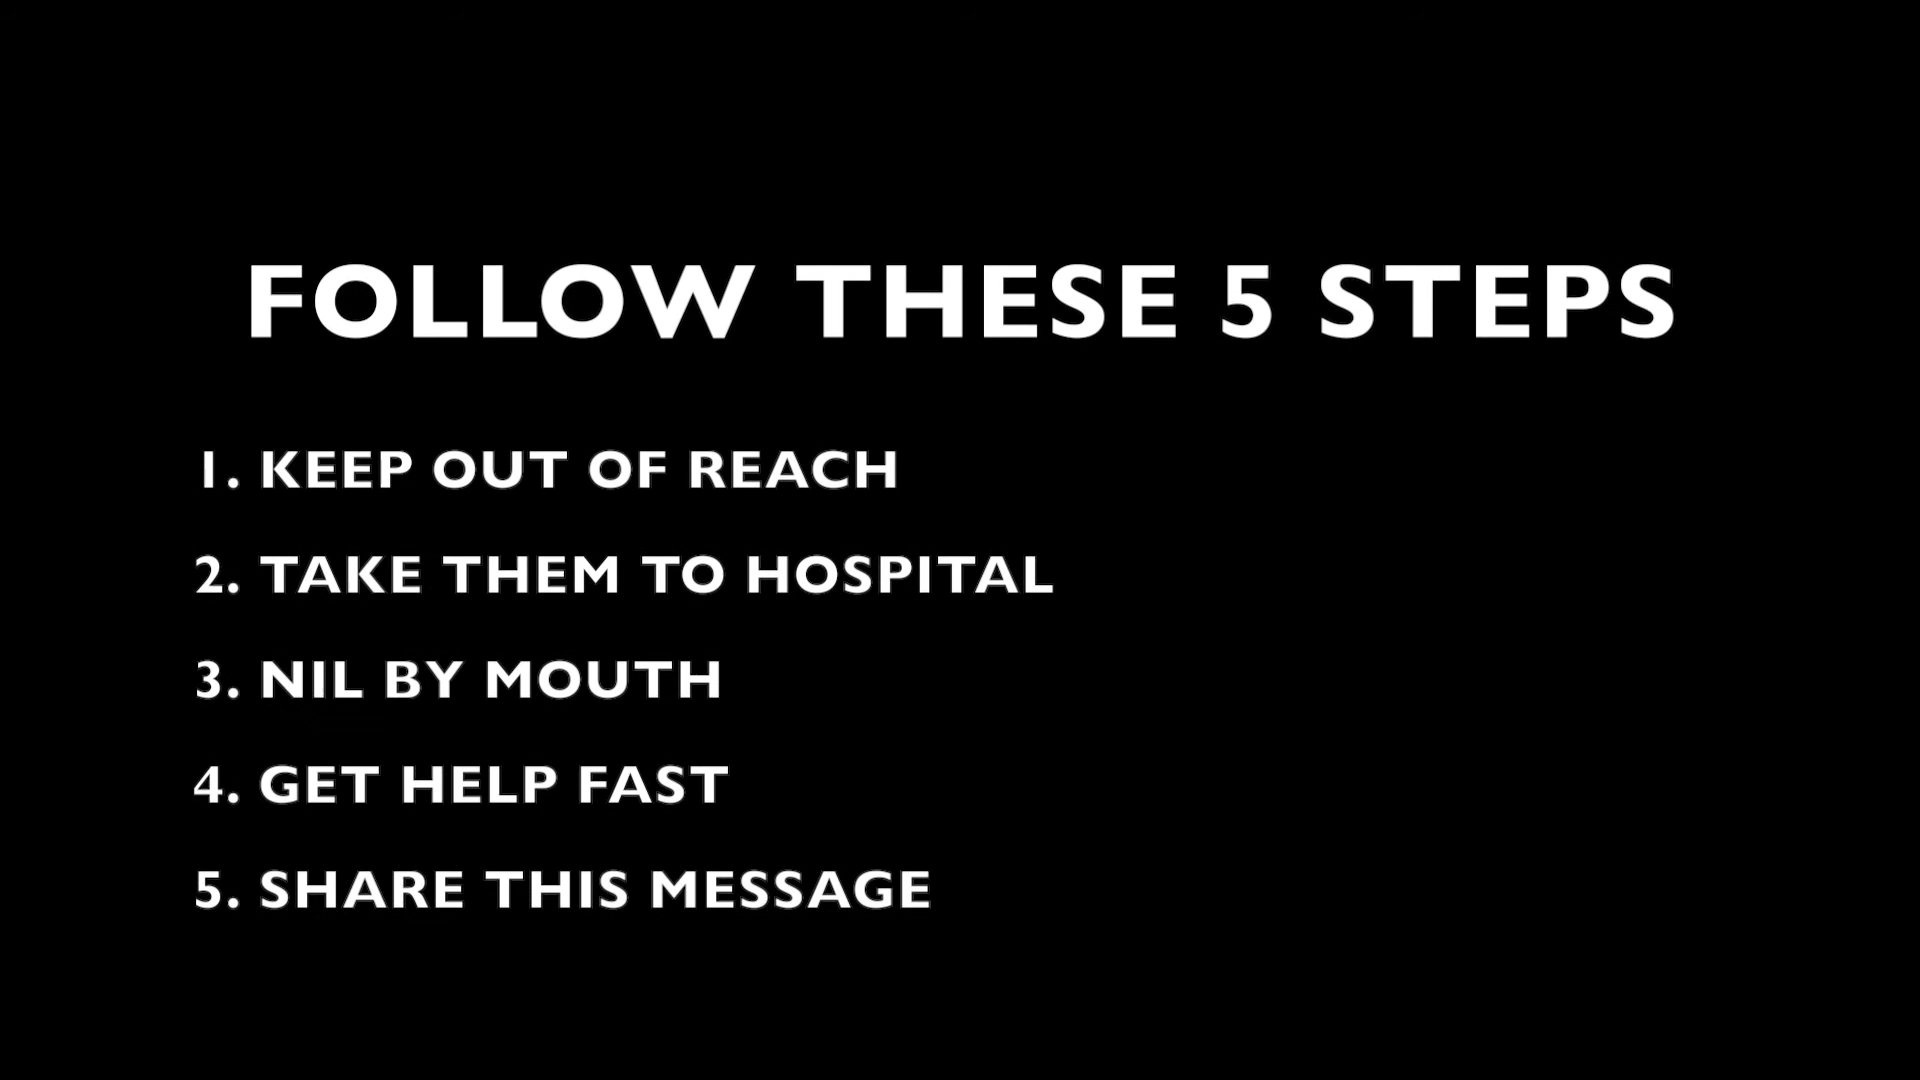 FOLLOW THESE 5 STEPS
1. KEEP OUT OF REACH
2. TAKE THEM TO HOSPITAL
3. NIL BY MOUTH
4. GET HELP FAST
5. SHARE THIS MESSAGE